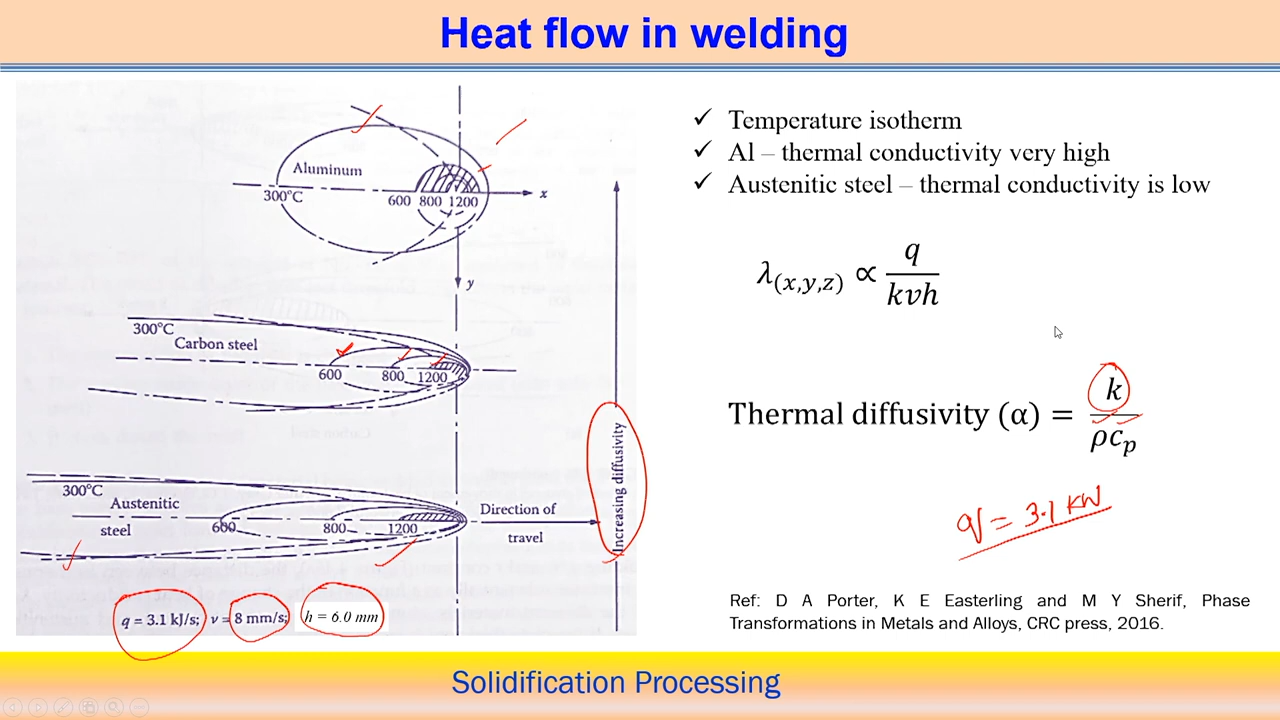 Heat flow in welding
Aluminum
300°C
600 800 1200
x
y
300°C
Carbon steel
600
800
1200
300°C
Austenitic
steel
600
800
1200
Direction of
travel
Increasing diffusivity
q = 3.1 kJ/s; v = 8 mm/s; h = 6.0 mm
✓ Temperature isotherm
✓ Al – thermal conductivity very high
✓ Austenitic steel – thermal conductivity is low
λ(x,y,z) ∝ q/kvh
Thermal diffusivity (α) = k/ρcp
q = 3.1 KW
Ref: D A Porter, K E Easterling and M Y Sherif, Phase
Transformations in Metals and Alloys, CRC press, 2016.
Solidification Processing